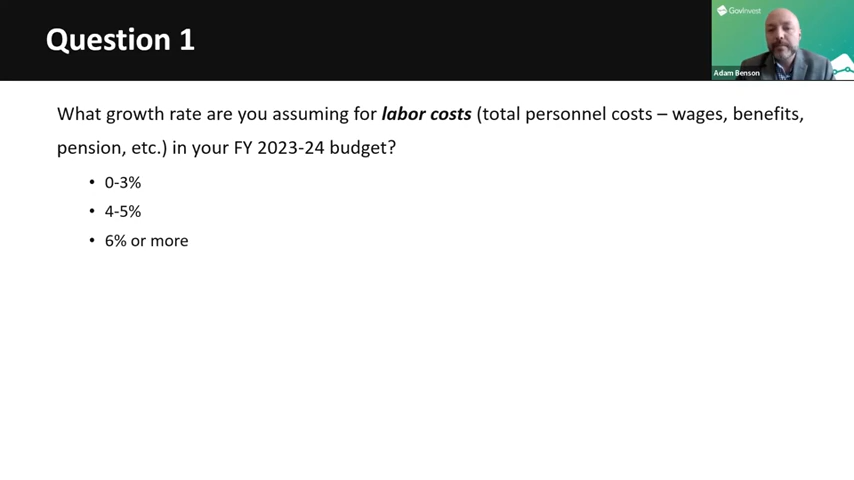 Question 1
GovInvest
Adam Benson
What growth rate are you assuming for labor costs (total personnel costs – wages, benefits,
pension, etc.) in your FY 2023-24 budget?
• 0-3%
• 4-5%
• 6% or more